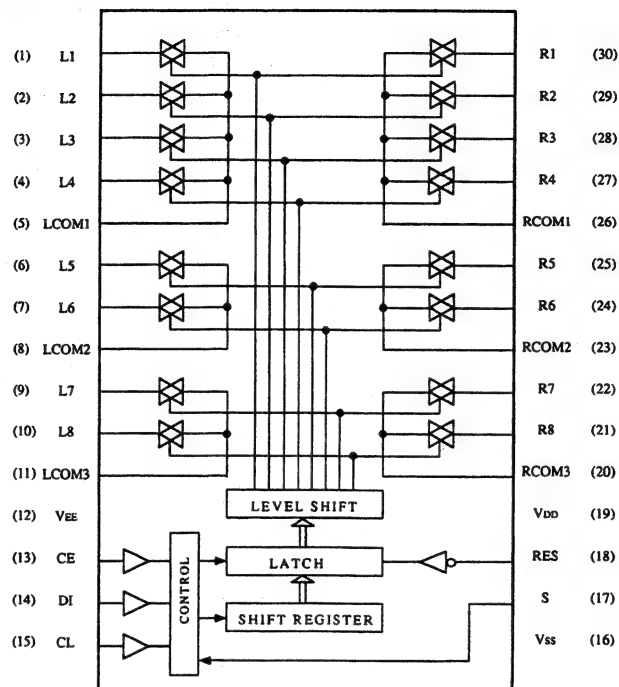 (1) L1 R1 (30)
(2) L2 R2 (29)
(3) L3 R3 (28)
(4) L4 R4 (27)
(5) LCOM1 RCOM1 (26)
(6) L5 R5 (25)
(7) L6 R6 (24)
(8) LCOM2 RCOM2 (23)
(9) L7 R7 (22)
(10) L8 R8 (21)
(11) LCOM3 RCOM3 (20)
(12) VEE LEVEL SHIFT VDD (19)
(13) CE LATCH RES (18)
CONTROL
(14) DI SHIFT REGISTER S (17)
(15) CL Vss (16)